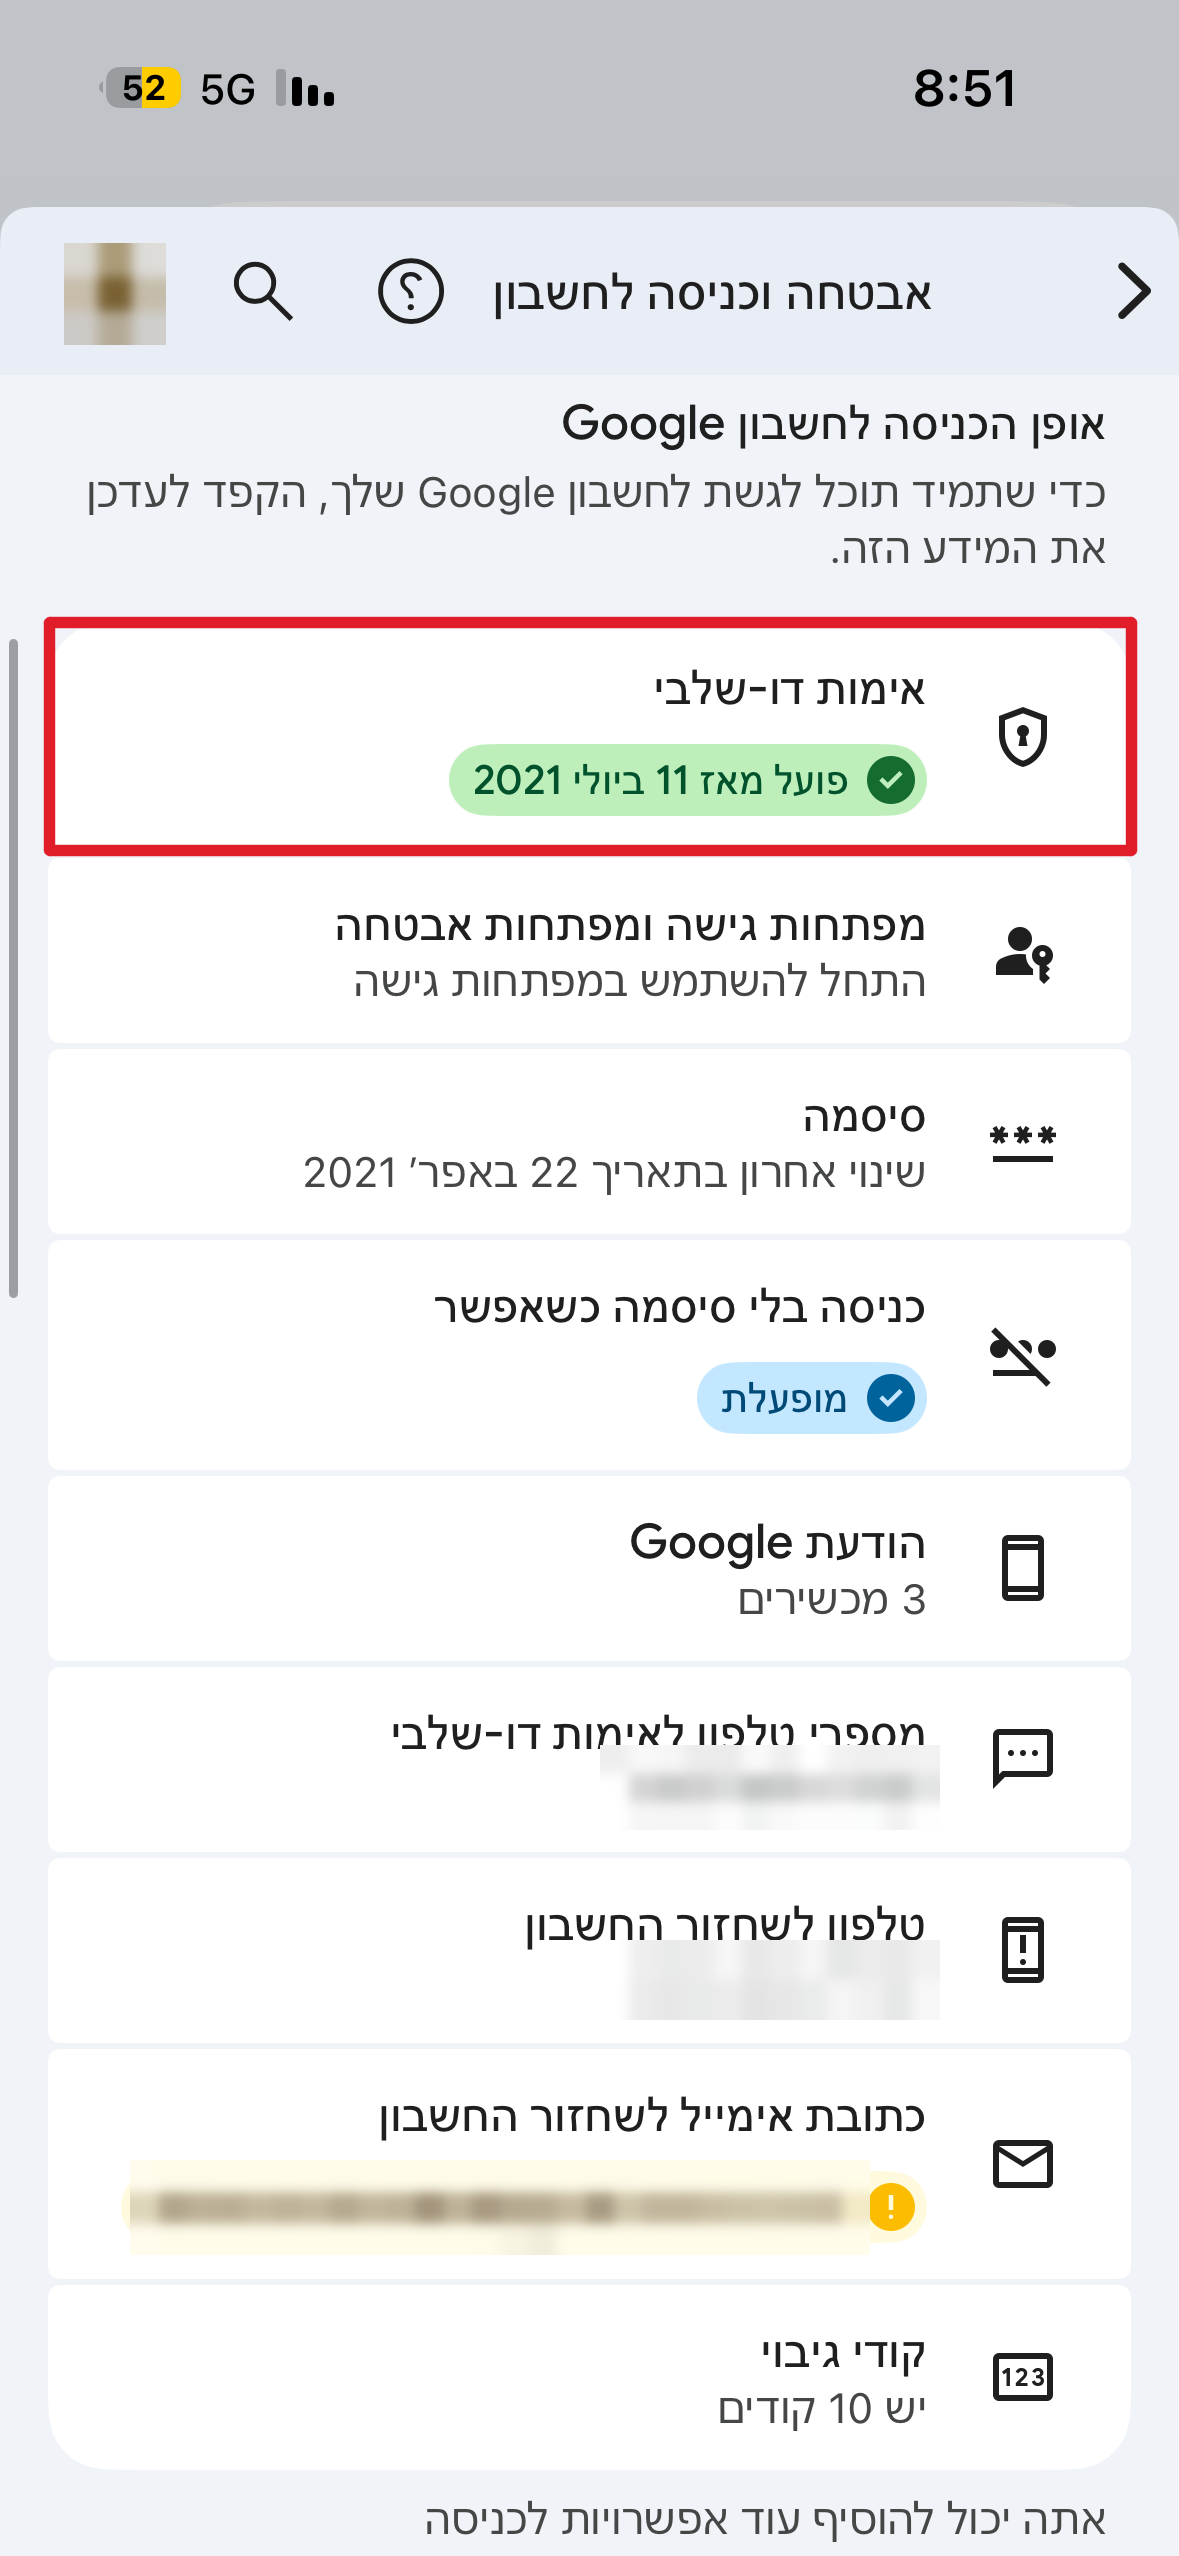 8:51
5G
52
אבטחה וכניסה לחשבון
אופן הכניסה לחשבון Google
כדי שתמיד תוכל לגשת לחשבון Google שלך, הקפד לעדכן
את המידע הזה.
אימות דו-שלבי
פועל מאז 11 ביולי 2021
מפתחות גישה ומפתחות אבטחה
התחל להשתמש במפתחות גישה
סיסמה
שינוי אחרון בתאריך 22 באפר׳ 2021
כניסה בלי סיסמה כשאפשר
מופעלת
הודעת Google
3 מכשירים
מספרי טלפון לאימות דו-שלבי
טלפון לשחזור החשבון
כתובת אימייל לשחזור החשבון
קודי גיבוי
123
יש 10 קודים
אתה יכול להוסיף עוד אפשרויות לכניסה